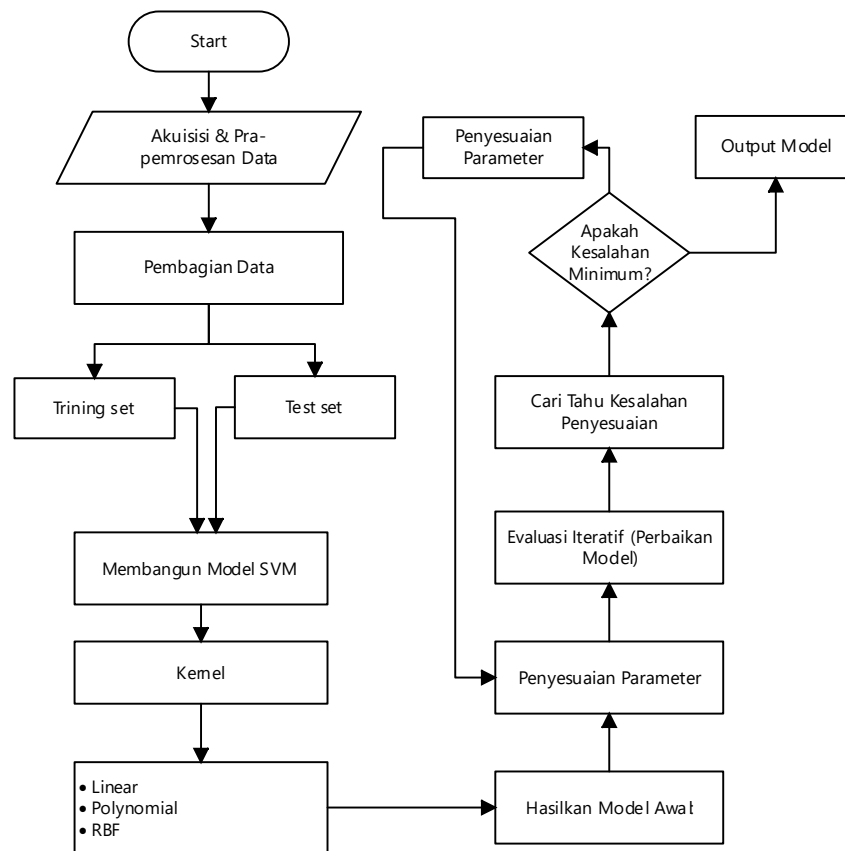 Start
Akuisisi & Pra-
pemrosesan Data
Pembagian Data
Trining set
Test set
Membangun Model SVM
Kernel
• Linear
• Polynomial
• RBF
Hasilkan Model Awal:
Penyesuaian Parameter
Evaluasi Iteratif (Perbaikan
Model)
Cari Tahu Kesalahan
Penyesuaian
Apakah
Kesalahan
Minimum?
Penyesuaian
Parameter
Output Model